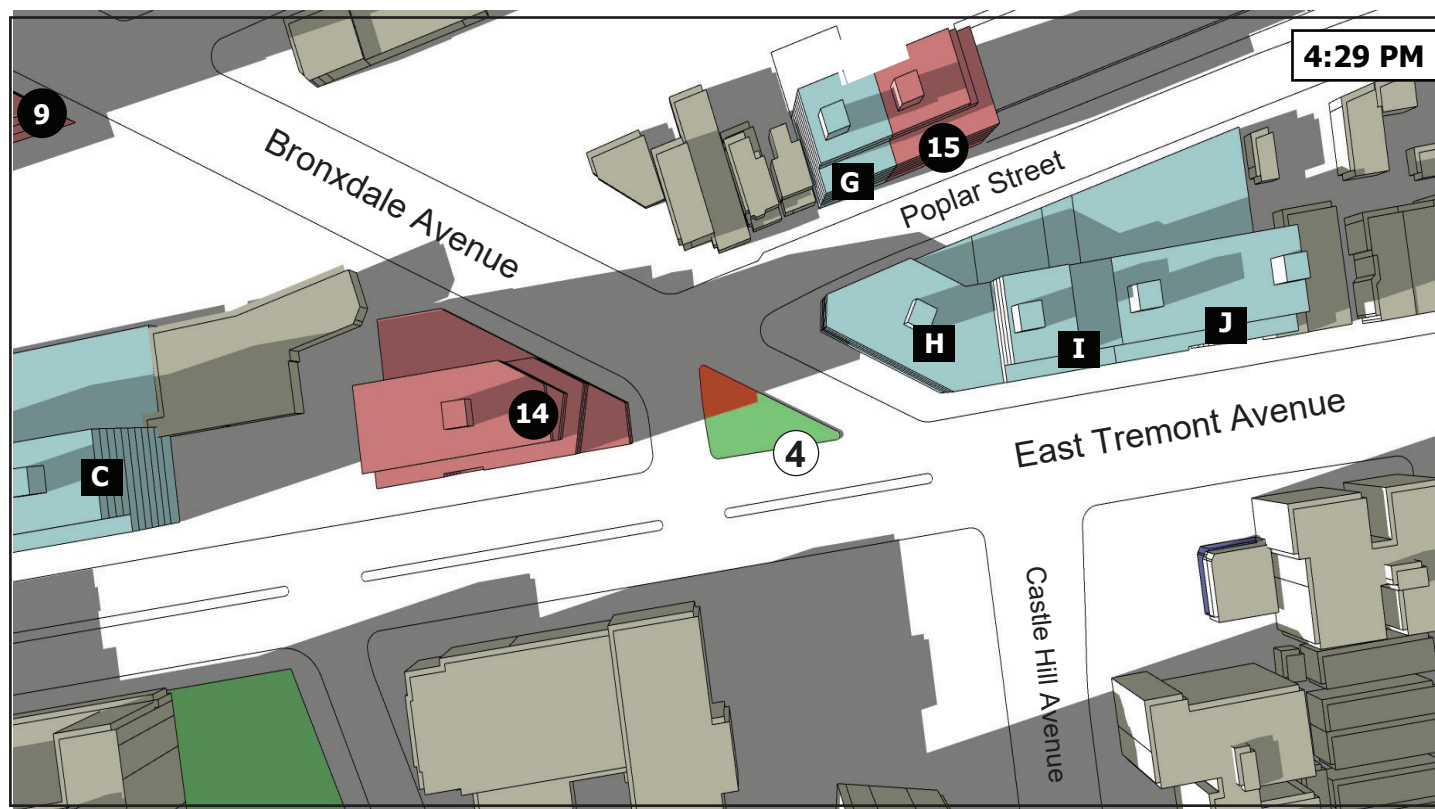 4:29 PM
9
Bronxdale Avenue
15
G
Poplar Street
H
I
J
14
4
East Tremont Avenue
C
Castle Hill Avenue